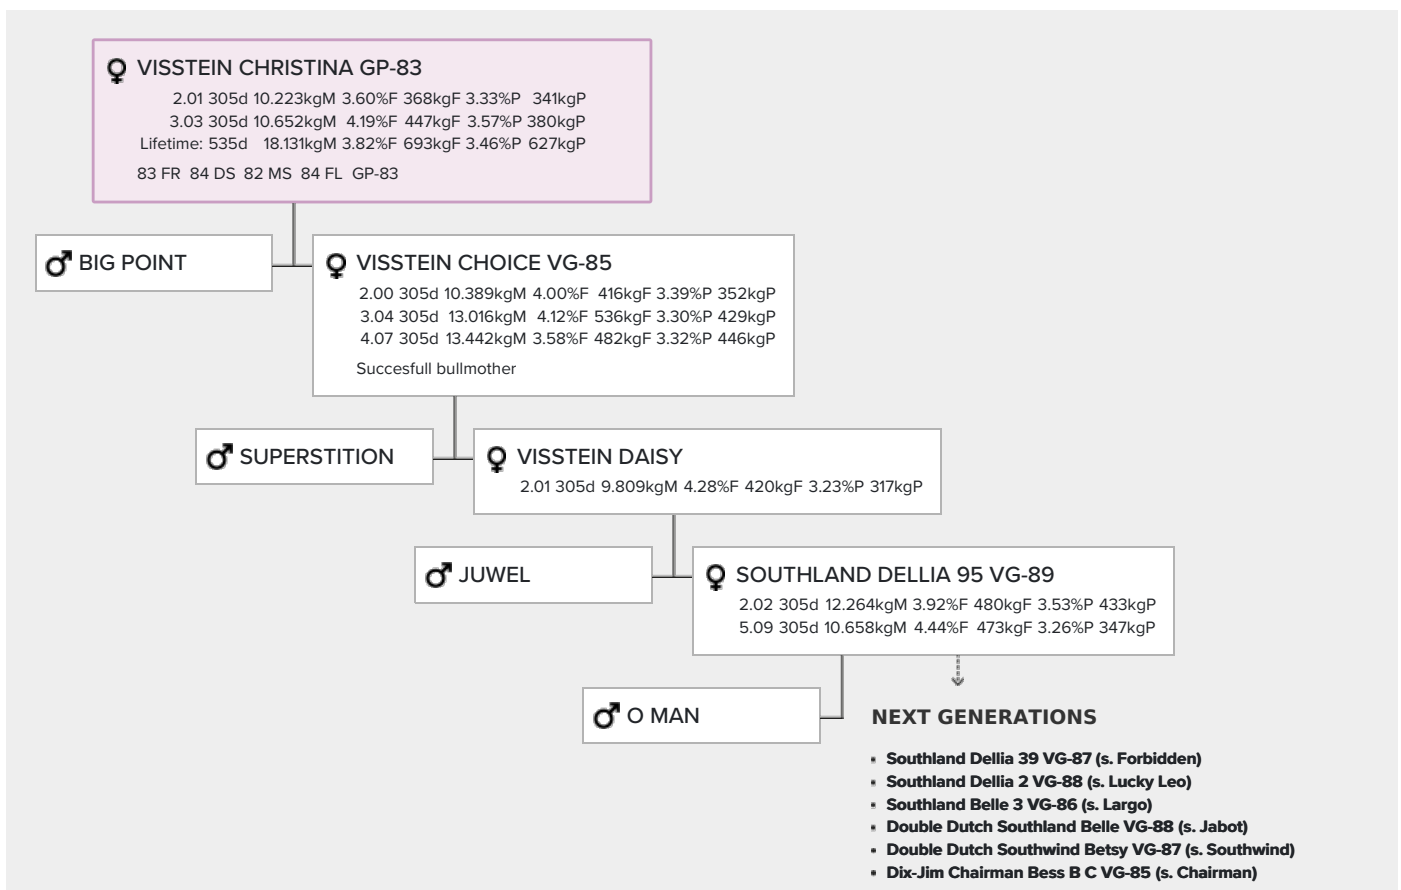 VISSTEIN CHRISTINA GP-83
2.01 305d 10.223kgM 3.60%F 368kgF 3.33%P 341kgP
3.03 305d 10.652kgM 4.19%F 447kgF 3.57%P 380kgP
Lifetime: 535d 18.131kgM 3.82%F 693kgF 3.46%P 627kgP
83 FR 84 DS 82 MS 84 FL GP-83
BIG POINT
VISSTEIN CHOICE VG-85
2.00 305d 10.389kgM 4.00%F 416kgF 3.39%P 352kgP
3.04 305d 13.016kgM 4.12%F 536kgF 3.30%P 429kgP
4.07 305d 13.442kgM 3.58%F 482kgF 3.32%P 446kgP
Succesfull bullmother
SUPERSTITION
VISSTEIN DAISY
2.01 305d 9.809kgM 4.28%F 420kgF 3.23%P 317kgP
JUWEL
SOUTHLAND DELLIA 95 VG-89
2.02 305d 12.264kgM 3.92%F 480kgF 3.53%P 433kgP
5.09 305d 10.658kgM 4.44%F 473kgF 3.26%P 347kgP
O MAN
NEXT GENERATIONS
Southland Dellia 39 VG-87 (s. Forbidden)
Southland Dellia 2 VG-88 (s. Lucky Leo)
Southland Belle 3 VG-86 (s. Largo)
Double Dutch Southland Belle VG-88 (s. Jabot)
Double Dutch Southwind Betsy VG-87 (s. Southwind)
Dix-Jim Chairman Bess B C VG-85 (s. Chairman)